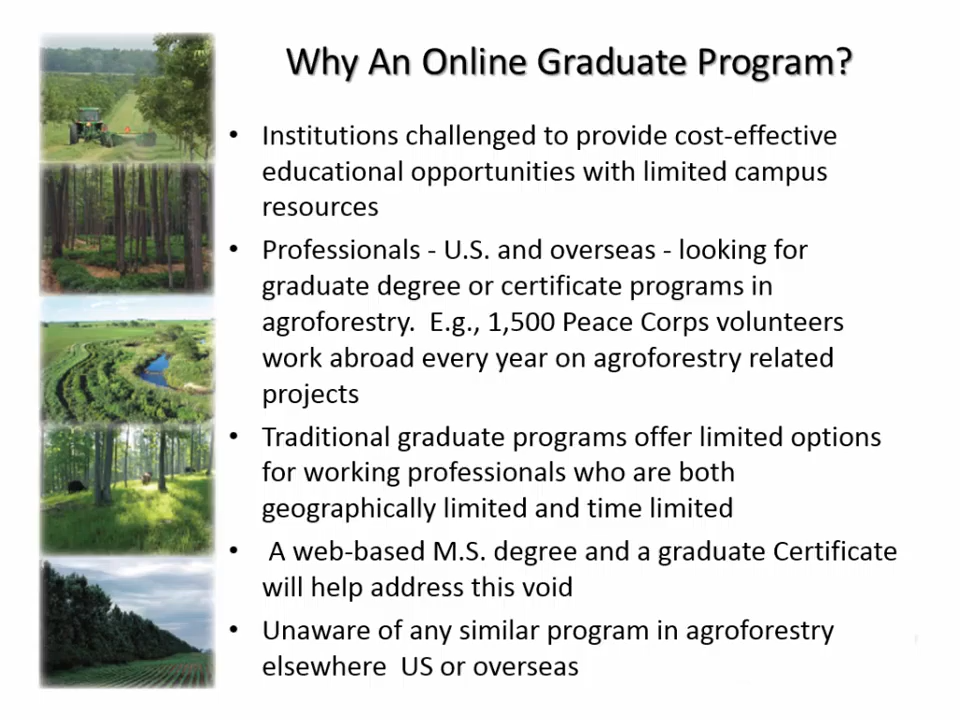 Why An Online Graduate Program?
• Institutions challenged to provide cost-effective
educational opportunities with limited campus
resources
• Professionals - U.S. and overseas - looking for
graduate degree or certificate programs in
agroforestry.  E.g., 1,500 Peace Corps volunteers
work abroad every year on agroforestry related
projects
• Traditional graduate programs offer limited options
for working professionals who are both
geographically limited and time limited
•  A web-based M.S. degree and a graduate Certificate
will help address this void
• Unaware of any similar program in agroforestry
elsewhere  US or overseas